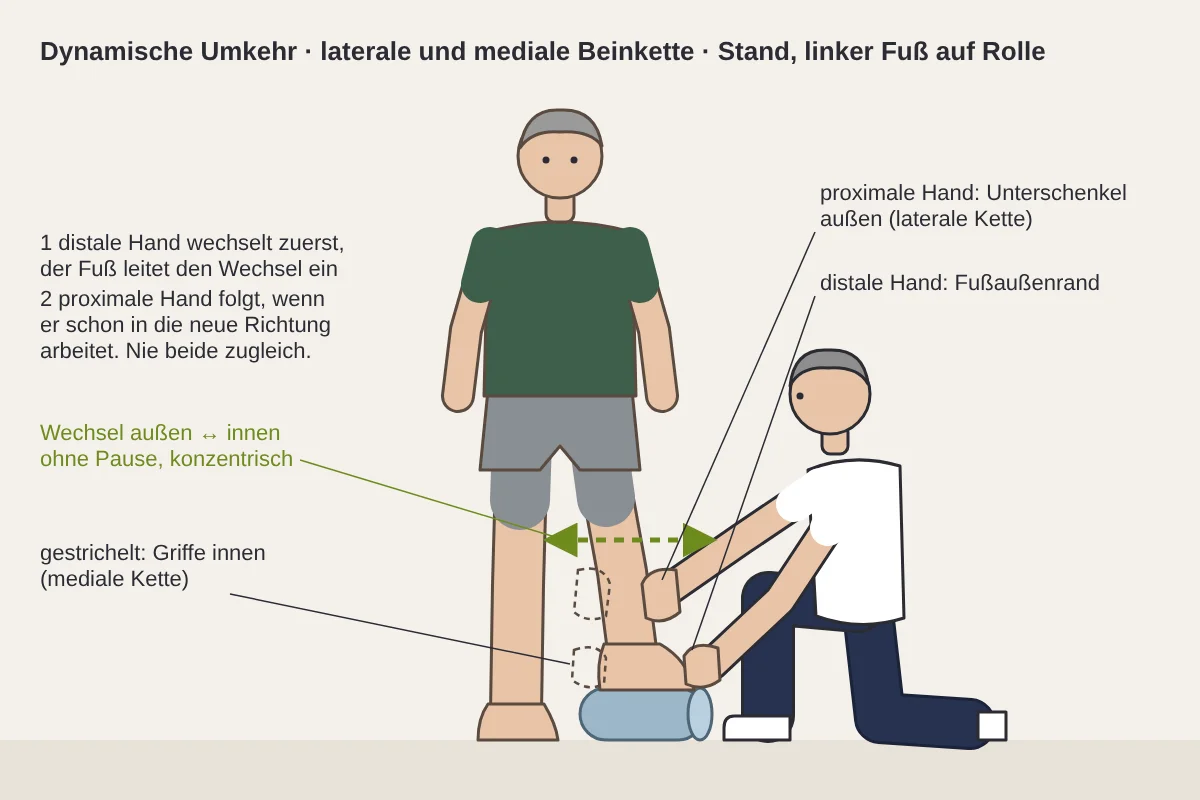 Dynamische Umkehr · laterale und mediale Beinkette · Stand, linker Fuß auf Rolle
proximale Hand: Unterschenkel
außen (laterale Kette)
distale Hand: Fußaußenrand
1 distale Hand wechselt zuerst,
der Fuß leitet den Wechsel ein
2 proximale Hand folgt, wenn
er schon in die neue Richtung
arbeitet. Nie beide zugleich.
Wechsel außen ↔ innen
ohne Pause, konzentrisch
gestrichelt: Griffe innen
(mediale Kette)